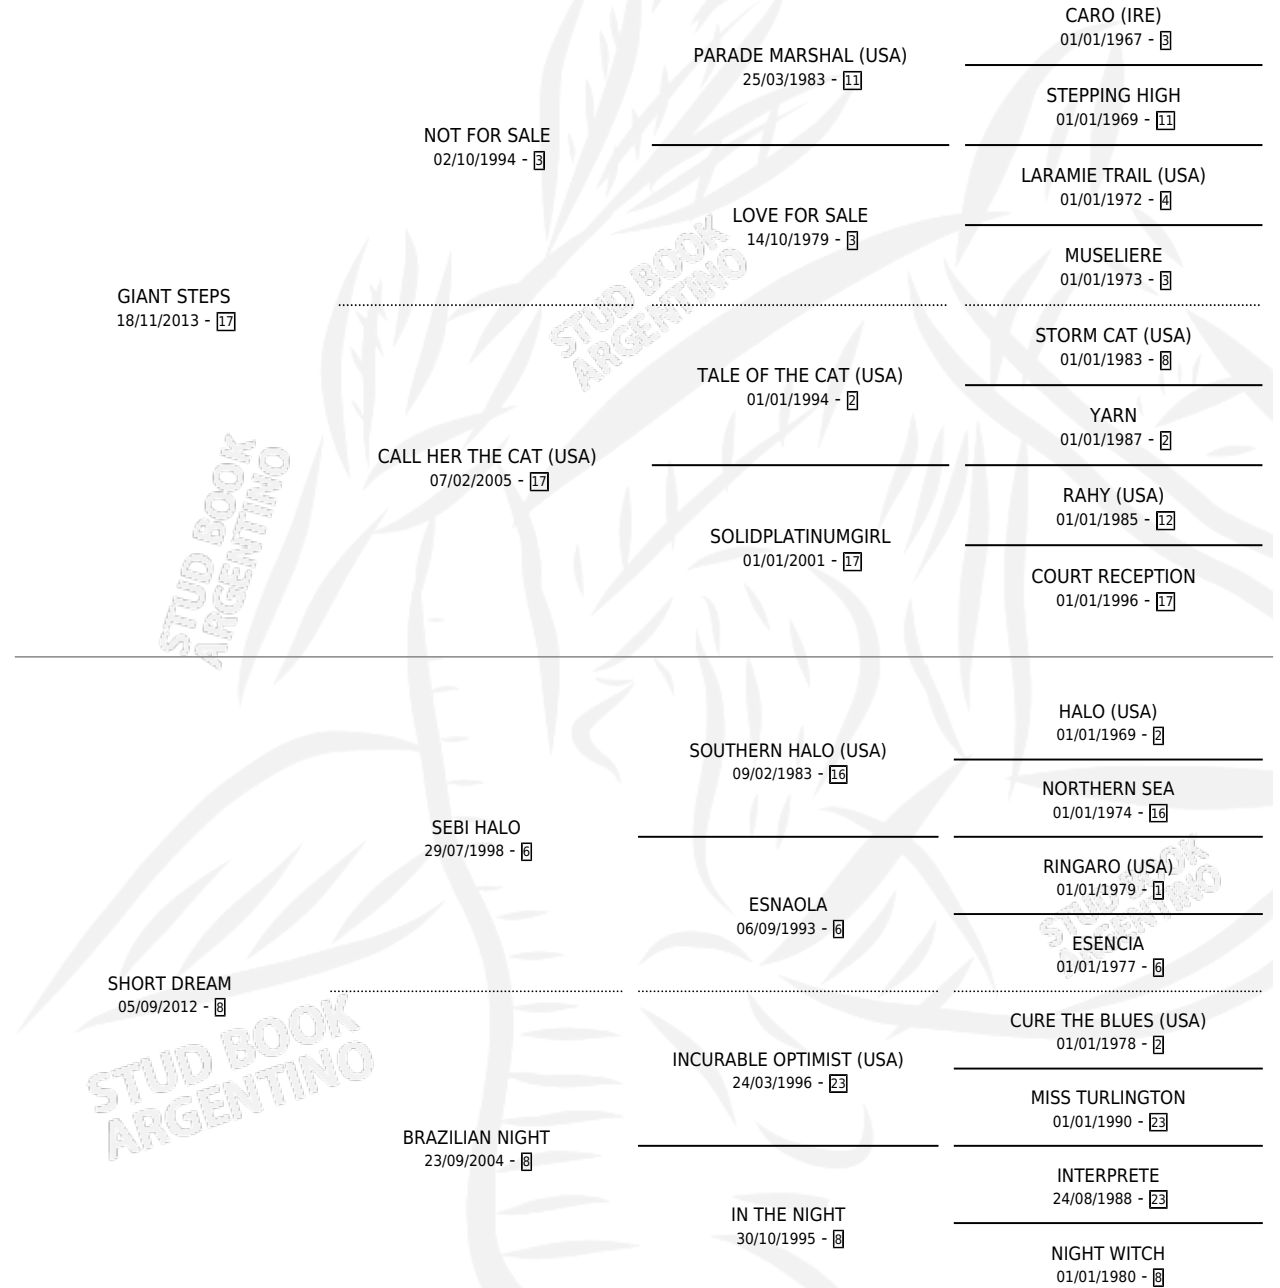 CARO (IRE)
01/01/1967 - 3
PARADE MARSHAL (USA)
25/03/1983 - 11
STEPPING HIGH
01/01/1969 - 11
NOT FOR SALE
02/10/1994 - 3
LARAMIE TRAIL (USA)
01/01/1972 - 4
LOVE FOR SALE
14/10/1979 - 3
MUSELIERE
01/01/1973 - 3
GIANT STEPS
18/11/2013 - 17
STORM CAT (USA)
01/01/1983 - 8
TALE OF THE CAT (USA)
01/01/1994 - 2
YARN
01/01/1987 - 2
CALL HER THE CAT (USA)
07/02/2005 - 17
RAHY (USA)
01/01/1985 - 12
SOLIDPLATINUMGIRL
01/01/2001 - 17
COURT RECEPTION
01/01/1996 - 17
HALO (USA)
01/01/1969 - 2
SOUTHERN HALO (USA)
09/02/1983 - 16
NORTHERN SEA
01/01/1974 - 16
SEBI HALO
29/07/1998 - 6
RINGARO (USA)
01/01/1979 - 1
ESNAOLA
06/09/1993 - 6
ESENCIA
01/01/1977 - 6
SHORT DREAM
05/09/2012 - 8
CURE THE BLUES (USA)
01/01/1978 - 2
INCURABLE OPTIMIST (USA)
24/03/1996 - 23
MISS TURLINGTON
01/01/1990 - 23
BRAZILIAN NIGHT
23/09/2004 - 8
INTERPRETE
24/08/1988 - 23
IN THE NIGHT
30/10/1995 - 8
NIGHT WITCH
01/01/1980 - 8
STUD BOOK
ARGENTINO
STUD BOOK
ARGENTINO
STUD BOOK
ARGENTINO
STUD BOOK
ARGENTINO